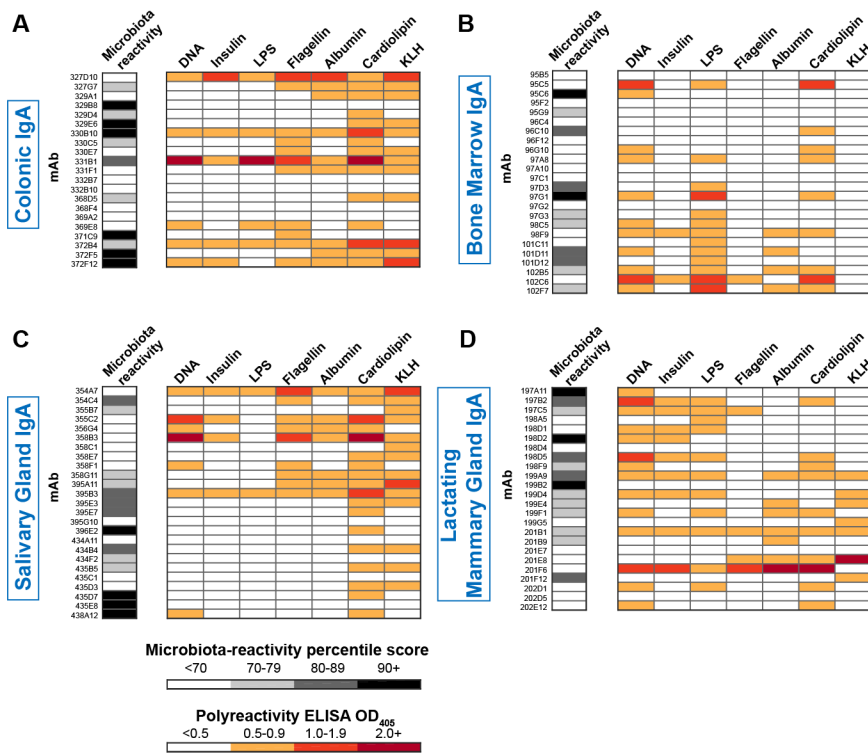 A
Microbiota
reactivity
DNA
Insulin
LPS
Flagellin
Albumin
Cardiolipin
KLH
Colonic IgA
mAb
327D10
327G7
329A1
329B8
329D4
329E6
330B10
330C5
330E7
331B1
331F1
332B7
332B10
368D5
368F4
369A2
369E8
371C9
372B4
372F5
372F12
B
Microbiota
reactivity
DNA
Insulin
LPS
Flagellin
Albumin
Cardiolipin
KLH
Bone Marrow IgA
mAb
95B5
95C5
95C6
95F2
95G9
96C4
96C10
96F12
96G10
97A8
97A10
97C1
97D3
97G1
97G2
97G3
98C5
98F9
101C11
101D11
101D12
102B5
102C6
102F7
C
Microbiota
reactivity
DNA
Insulin
LPS
Flagellin
Albumin
Cardiolipin
KLH
Salivary Gland IgA
mAb
354A7
354C4
355B7
355C2
356G4
358B3
358C1
358E7
358F1
358G11
395A11
395B3
395E3
395E7
395G10
396E2
434A11
434B4
434F2
435B5
435C1
435D3
435D7
435E8
438A12
D
Microbiota
reactivity
DNA
Insulin
LPS
Flagellin
Albumin
Cardiolipin
KLH
Lactating
Mammary Gland IgA
mAb
197A11
197B2
197C5
198A5
198D1
198D2
198D4
198D5
198F9
199A9
199B2
199D4
199E4
199F1
199G5
201B1
201B9
201E7
201E8
201F6
201F12
202D1
202D5
202E12
Microbiota-reactivity percentile score
<70 70-79 80-89 90+
Polyreactivity ELISA OD405
<0.5 0.5-0.9 1.0-1.9 2.0+